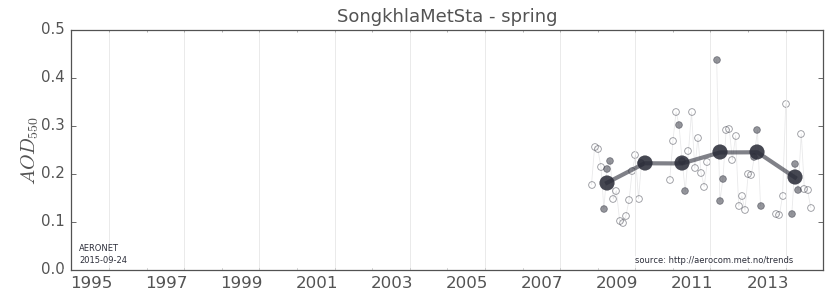 SongkhlaMetSta - spring
0.5
0.4
0.3
0.2
0.1
0.0
AOD550
AERONET
2015-09-24
source: http://aerocom.met.no/trends
1995 1997 1999 2001 2003 2005 2007 2009 2011 2013